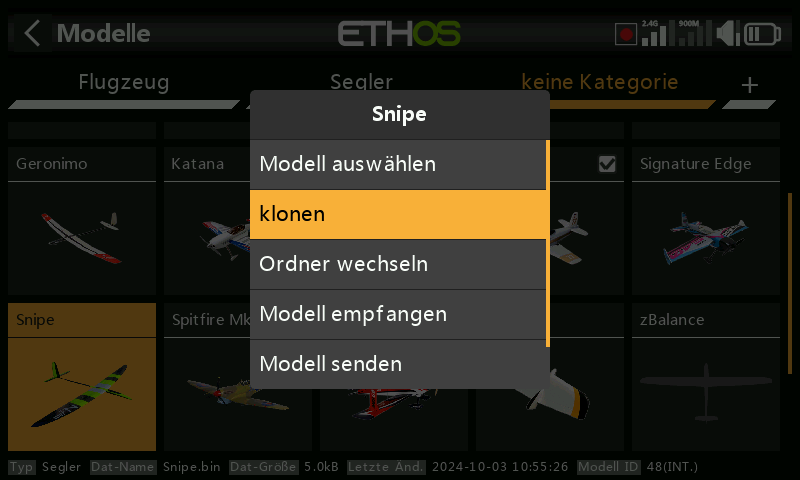 Modelle
ETHOS
2.4G
900M
Flugzeug
Segler
keine Kategorie
+
Geronimo
Katana
Signature Edge
Snipe
Modell auswählen
klonen
Ordner wechseln
Modell empfangen
Modell senden
Snipe
Spitfire Mk
zBalance
Typ Segler Dat-Name Snipe.bin Dat-Größe 5.0kB Letzte Änd. 2024-10-03 10:55:26 Modell ID 48(INT.)